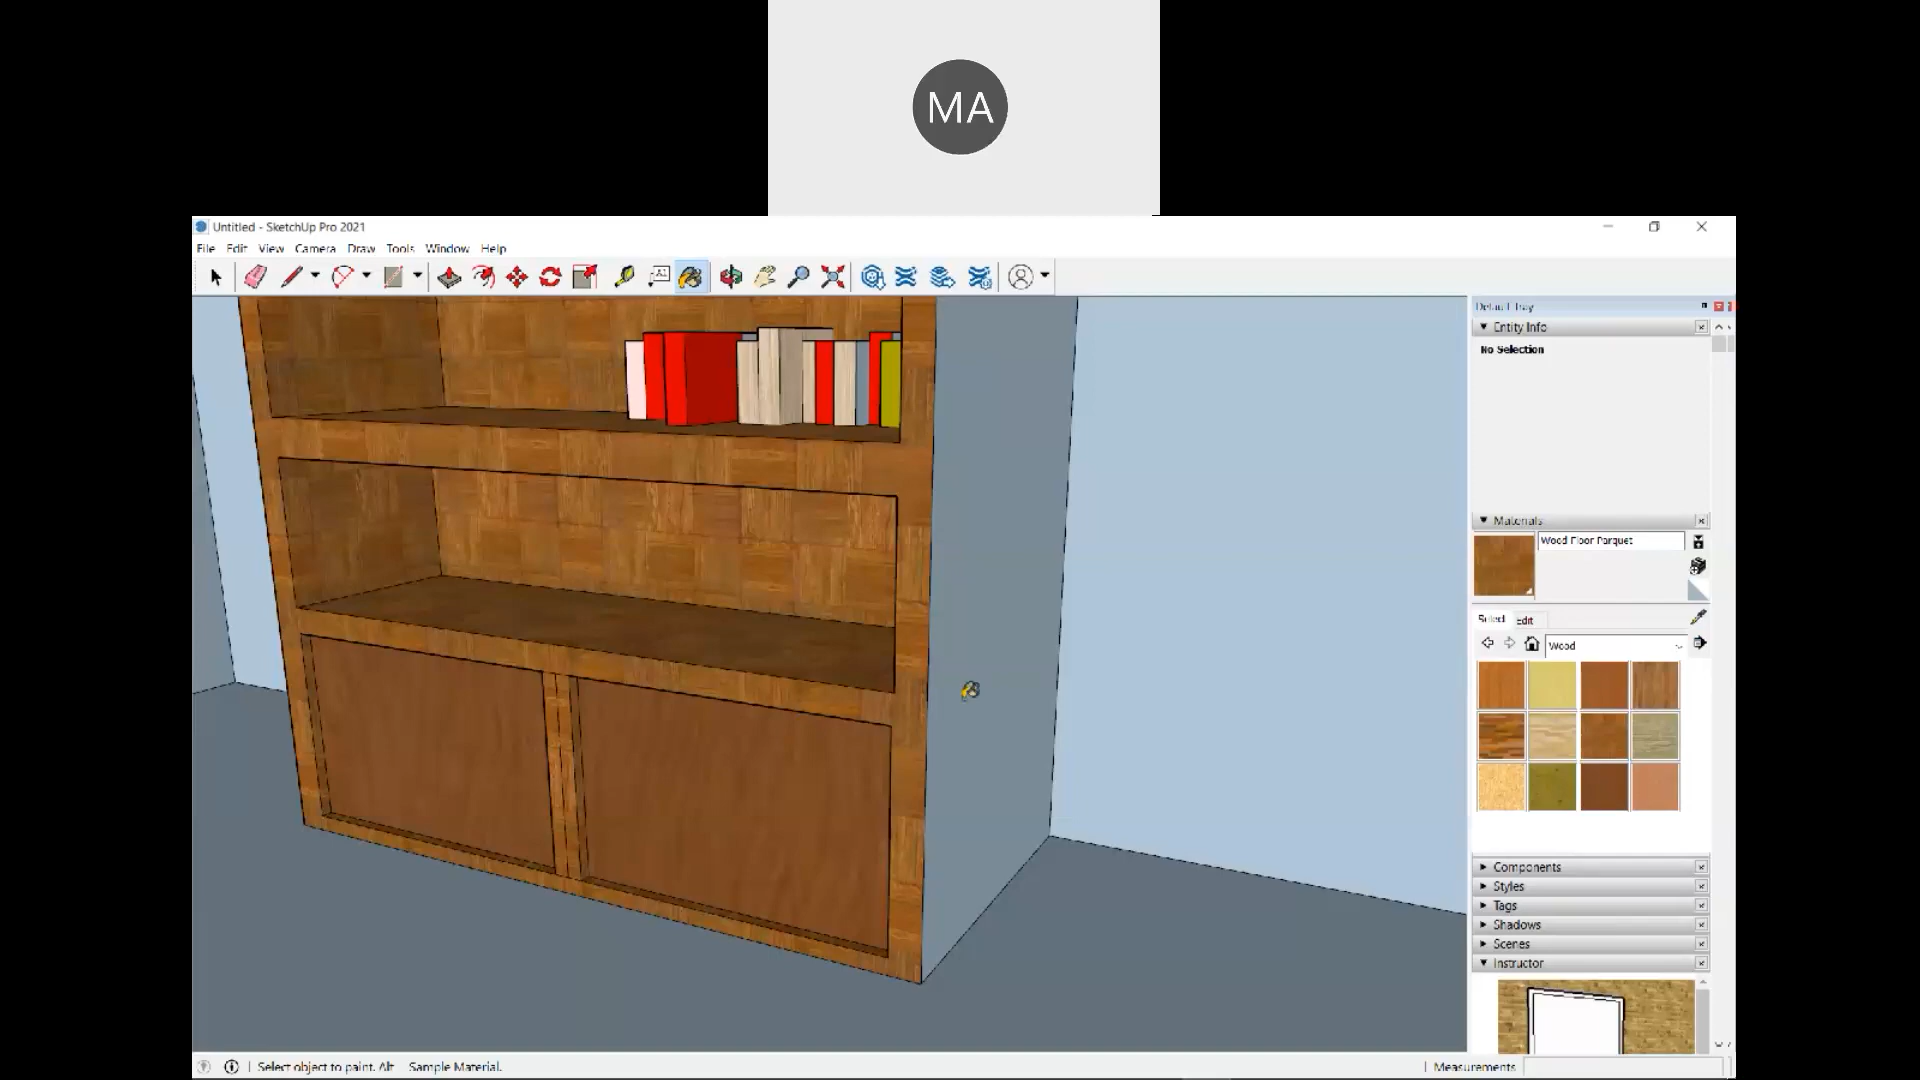 MA
Untitled - SketchUp Pro 2021
File Edit View Camera Draw Tools Window Help
A1
Default Tray
Entity Info
No Selection
Materials
Wood Floor Parquet
Select Edit
Wood
Components
Styles
Tags
Shadows
Scenes
Instructor
Select object to paint. Alt Sample Material.
Measurements